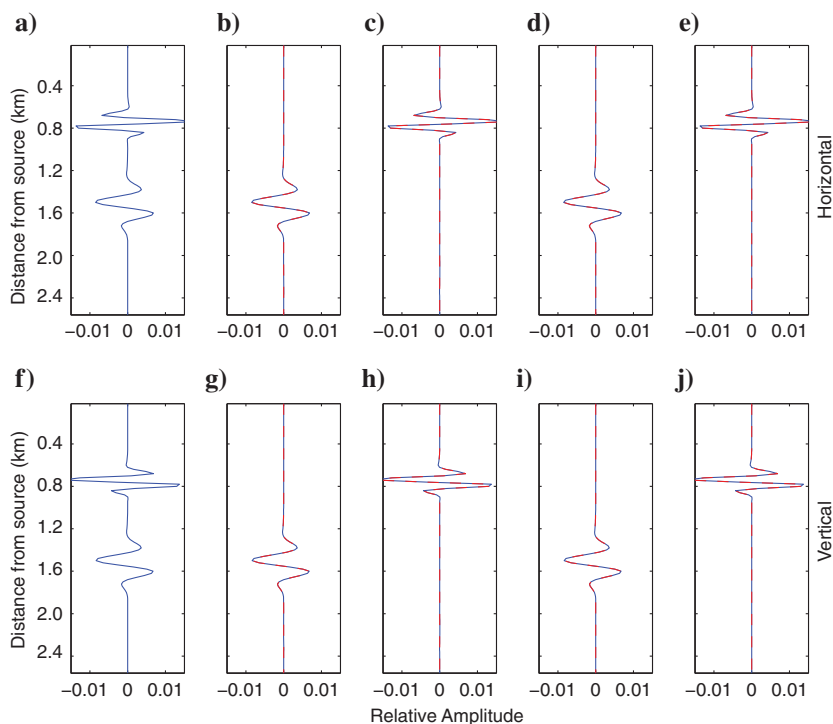 a) b) c) d) e)
Distance from source (km)
0.4
0.8
1.2
1.6
2.0
2.4
Horizontal
−0.01 0 0.01 −0.01 0 0.01 −0.01 0 0.01 −0.01 0 0.01 −0.01 0 0.01
f) g) h) i) j)
Distance from source (km)
0.4
0.8
1.2
1.6
2.0
2.4
Vertical
−0.01 0 0.01 −0.01 0 0.01 −0.01 0 0.01 −0.01 0 0.01 −0.01 0 0.01
Relative Amplitude